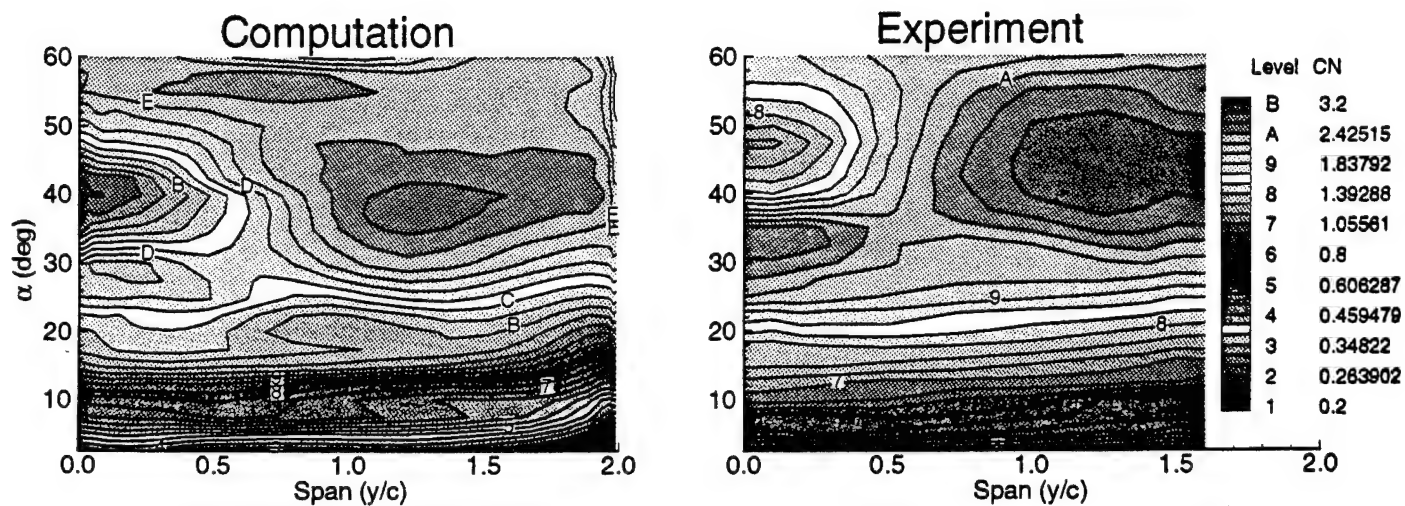 Computation
Experiment
60
50
40
30
20
10
α (deg)
E
B
D
E
D
C
B
7
0.0 0.5 1.0 1.5 2.0
Span (y/c)
60
50
40
30
20
10
A
8
9
8
7
0.0 0.5 1.0 1.5 2.0
Span (y/c)
Level CN
B 3.2
A 2.42515
9 1.83792
8 1.39286
7 1.05561
6 0.8
5 0.606287
4 0.459479
3 0.34822
2 0.263902
1 0.2